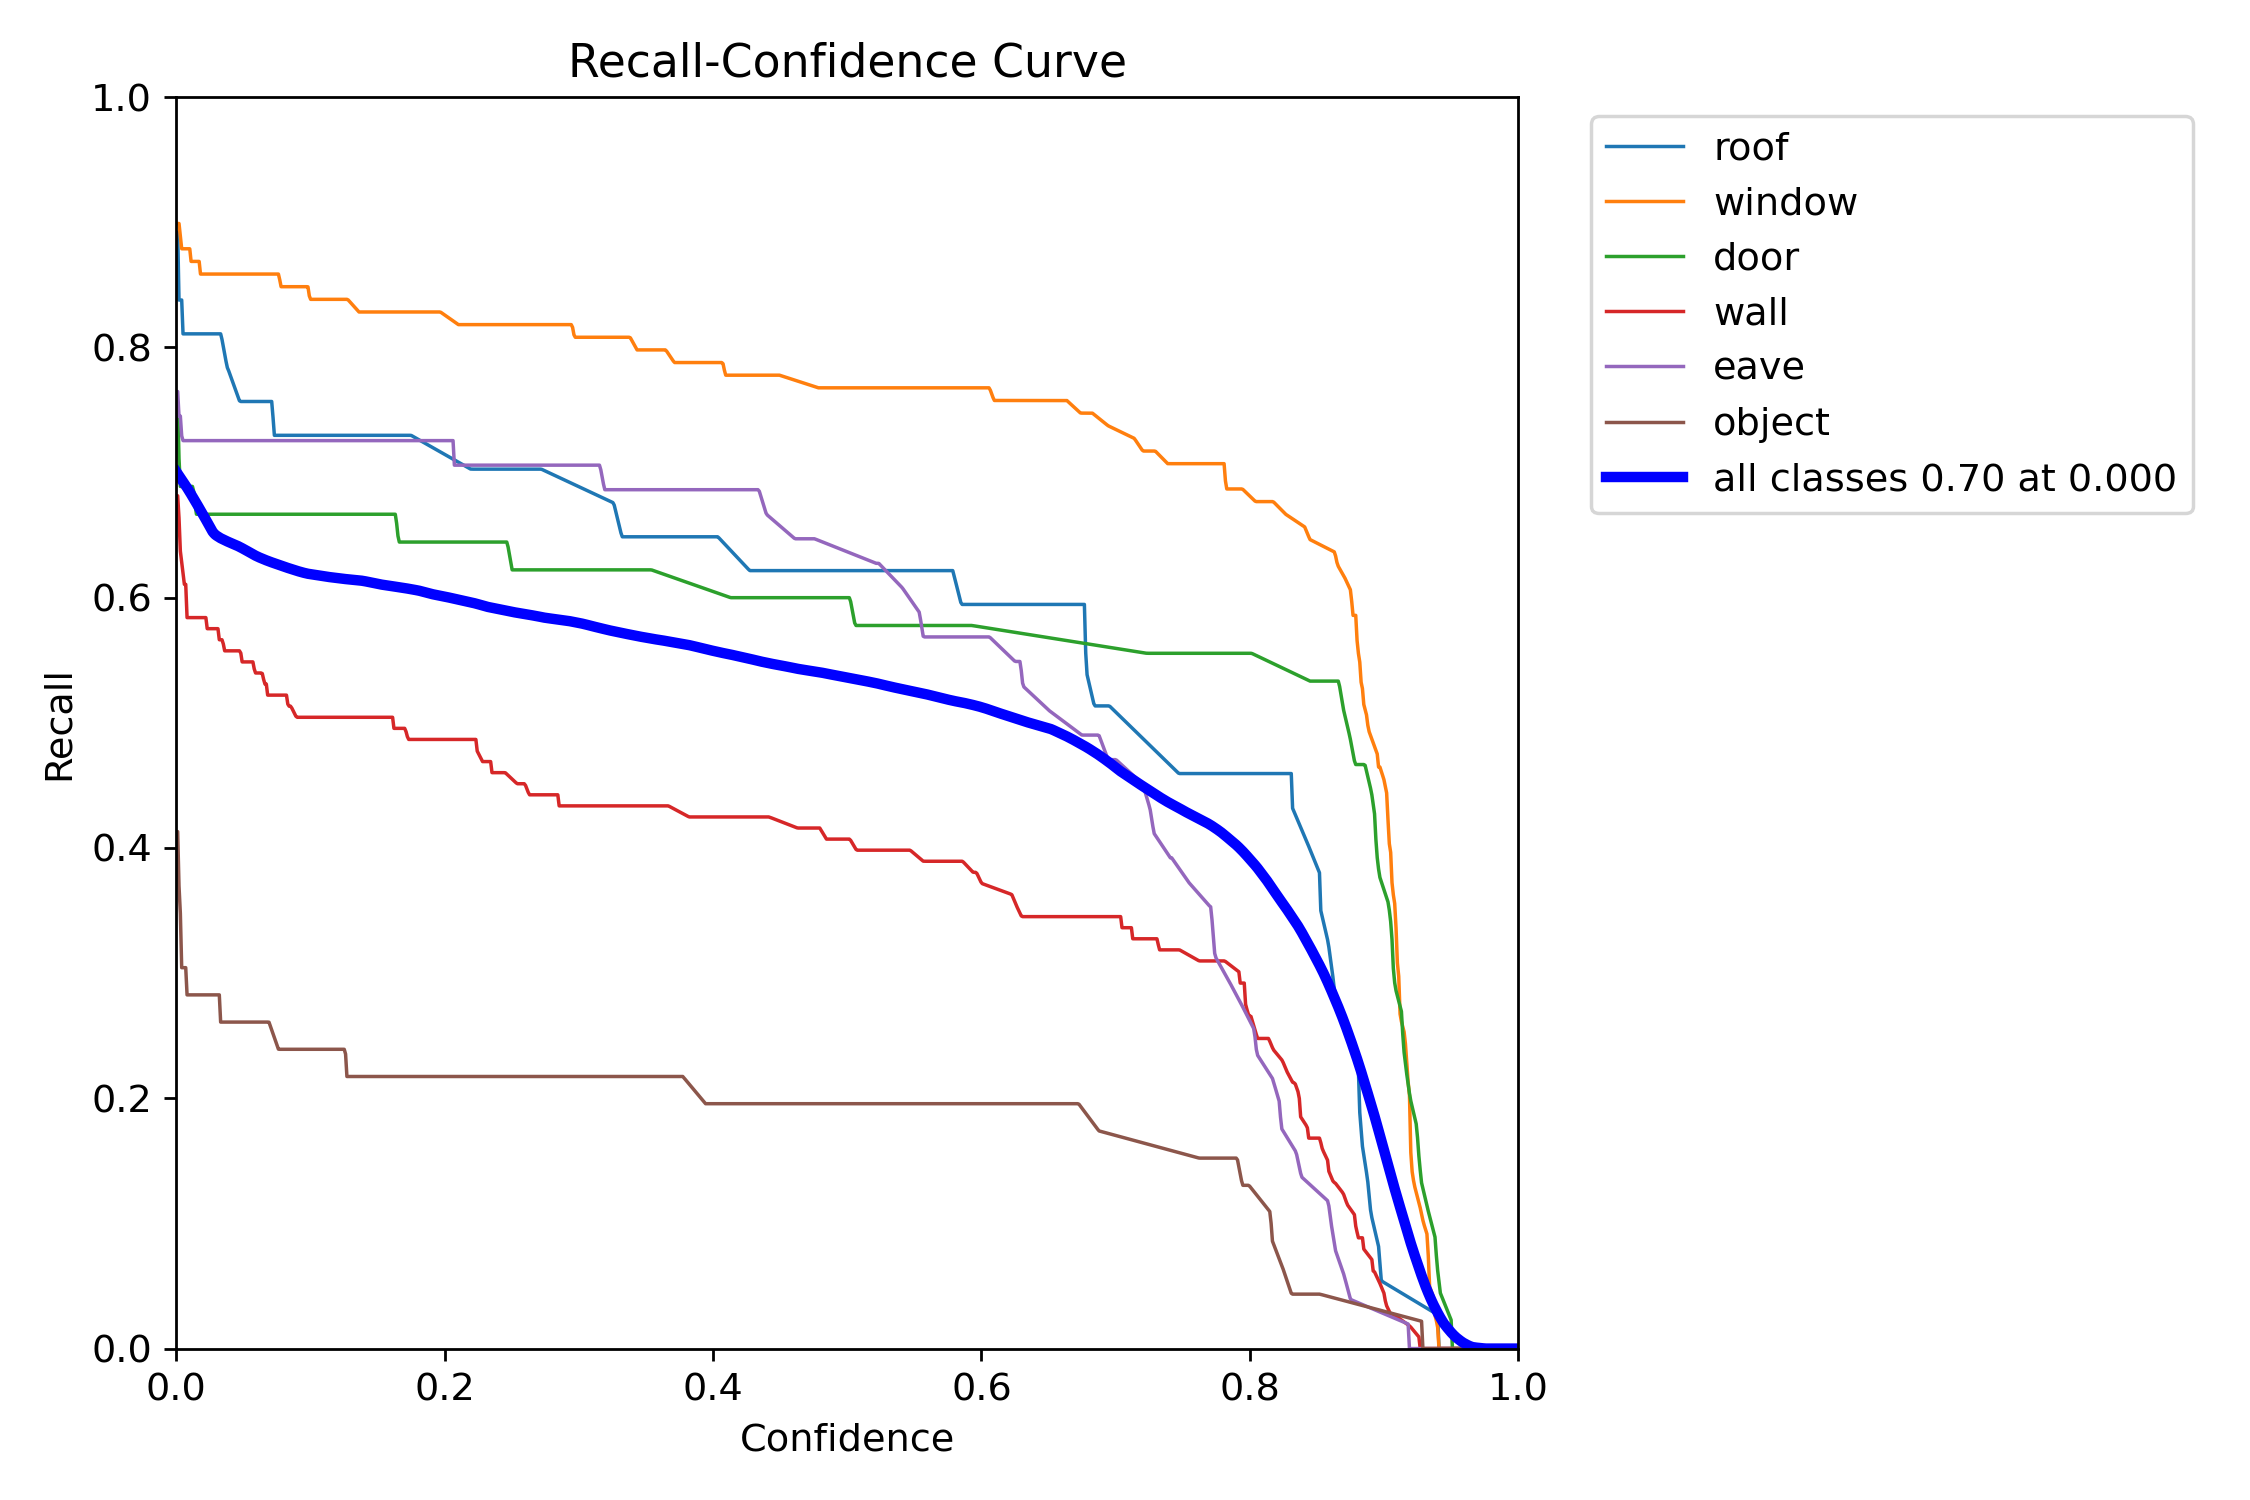 Recall-Confidence Curve
1.0
0.8
0.6
0.4
0.2
0.0
Recall
0.0 0.2 0.4 0.6 0.8 1.0
Confidence
roof
window
door
wall
eave
object
all classes 0.70 at 0.000